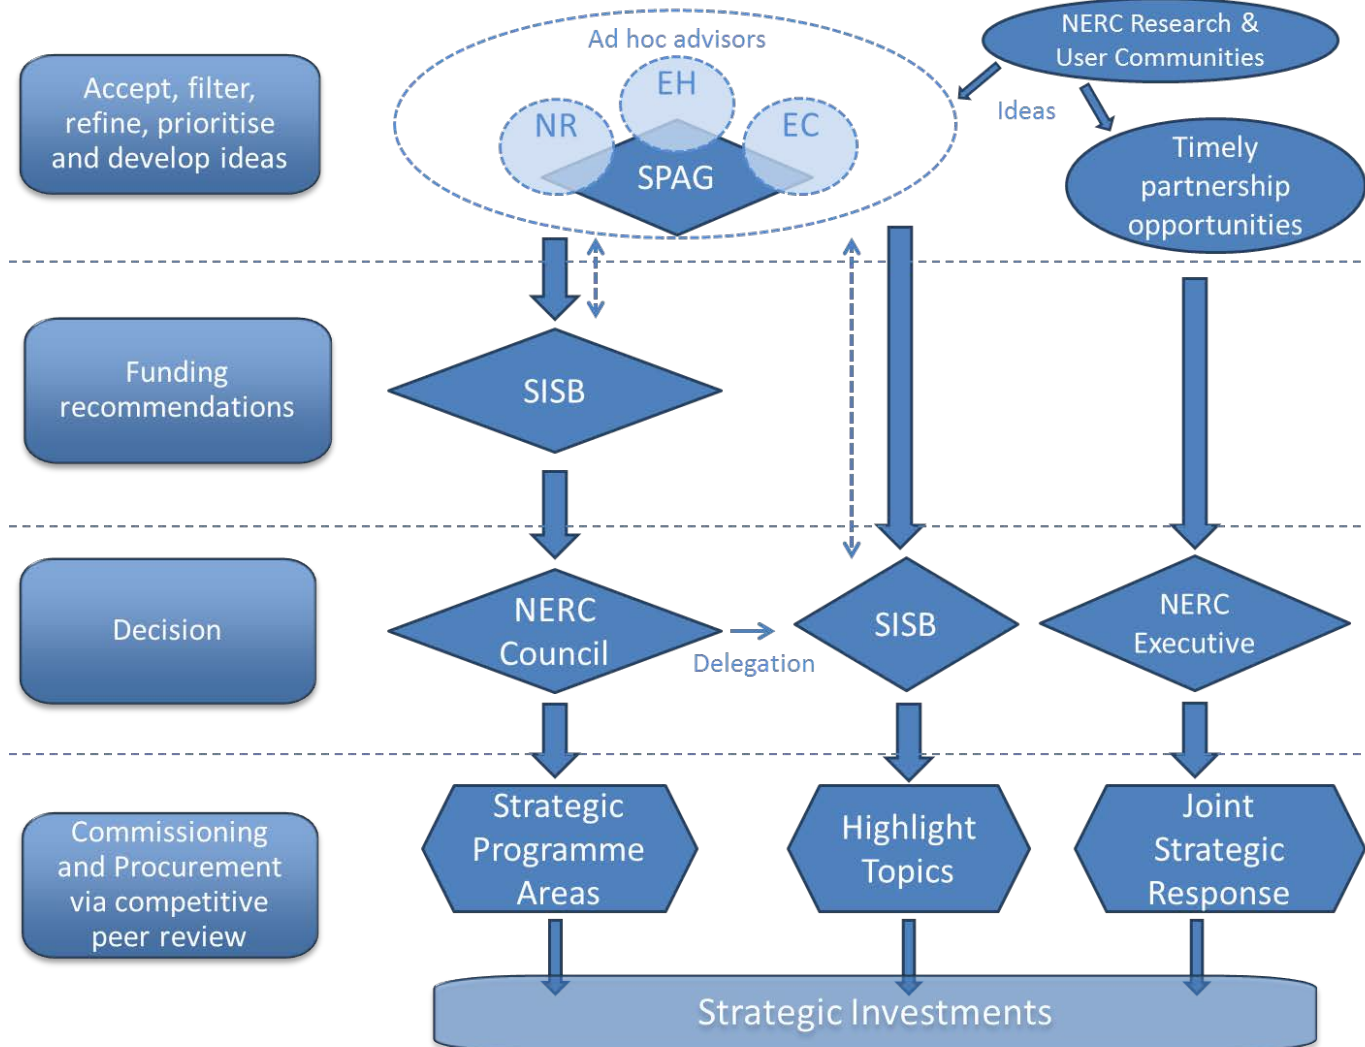 Ad hoc advisors
NERC Research &
User Communities
Accept, filter,
refine, prioritise
and develop ideas
EH
NR
EC
SPAG
Ideas
Timely
partnership
opportunities
Funding
recommendations
SISB
Decision
NERC
Council
Delegation
SISB
NERC
Executive
Commissioning
and Procurement
via competitive
peer review
Strategic
Programme
Areas
Highlight
Topics
Joint
Strategic
Response
Strategic Investments